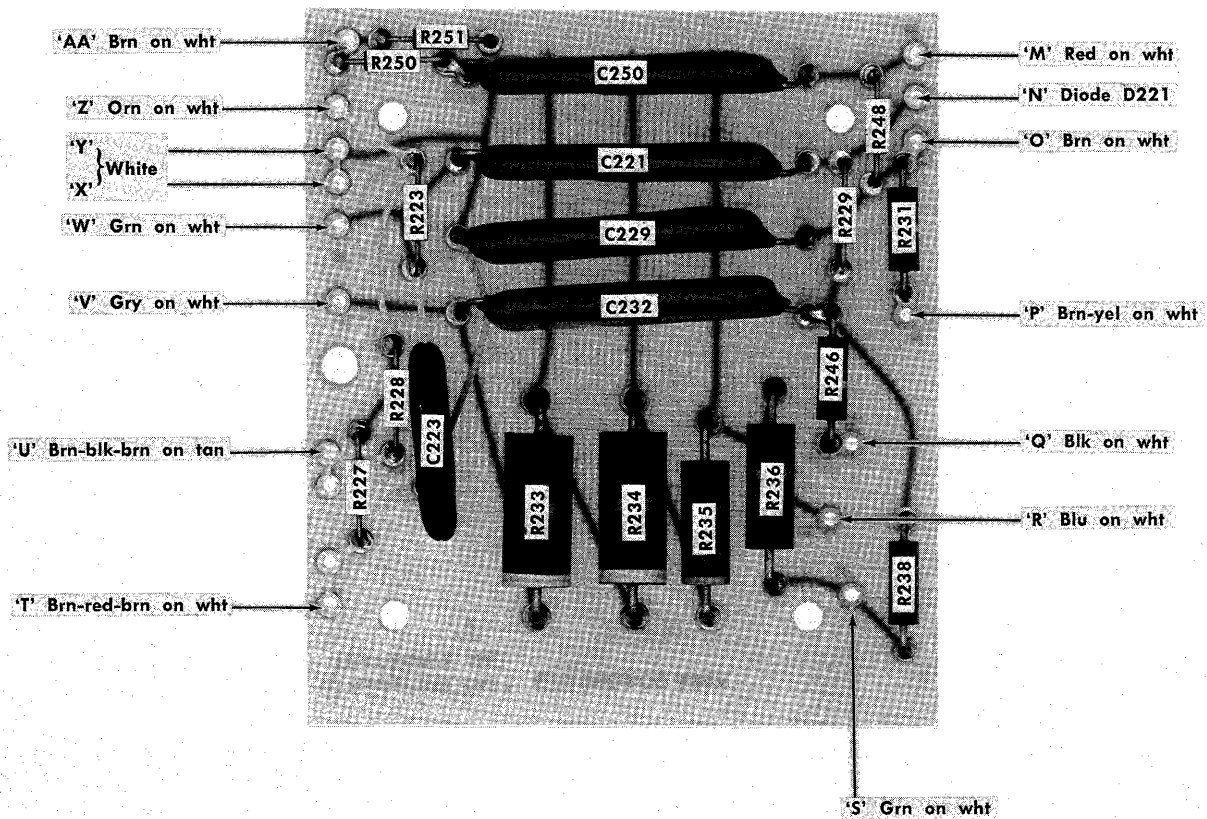 'AA' Brn on wht
R251
R250
C250
'M' Red on wht
'Z' Orn on wht
R248
'N' Diode D221
'Y'
'X'
}White
R223
C221
R229
'O' Brn on wht
R231
'W' Grn on wht
C229
'V' Gry on wht
C232
'P' Brn-yel on wht
R228
C223
R246
'U' Brn-blk-brn on tan
R227
R233
R234
R235
R236
'Q' Blk on wht
'R' Blu on wht
R238
'T' Brn-red-brn on wht
'S' Grn on wht